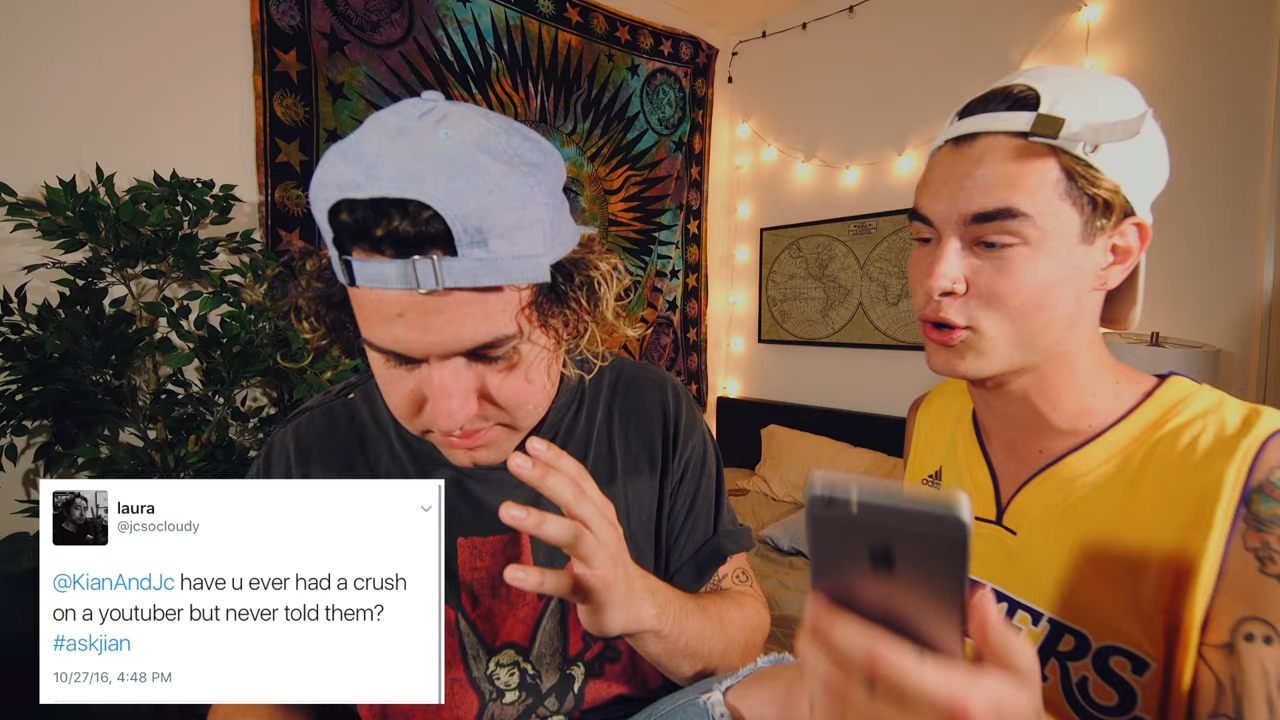 laura
@jcsocloudy
@KianAndJc have u ever had a crush
on a youtuber but never told them?
#askjian
10/27/16, 4:48 PM
adidas
ERS